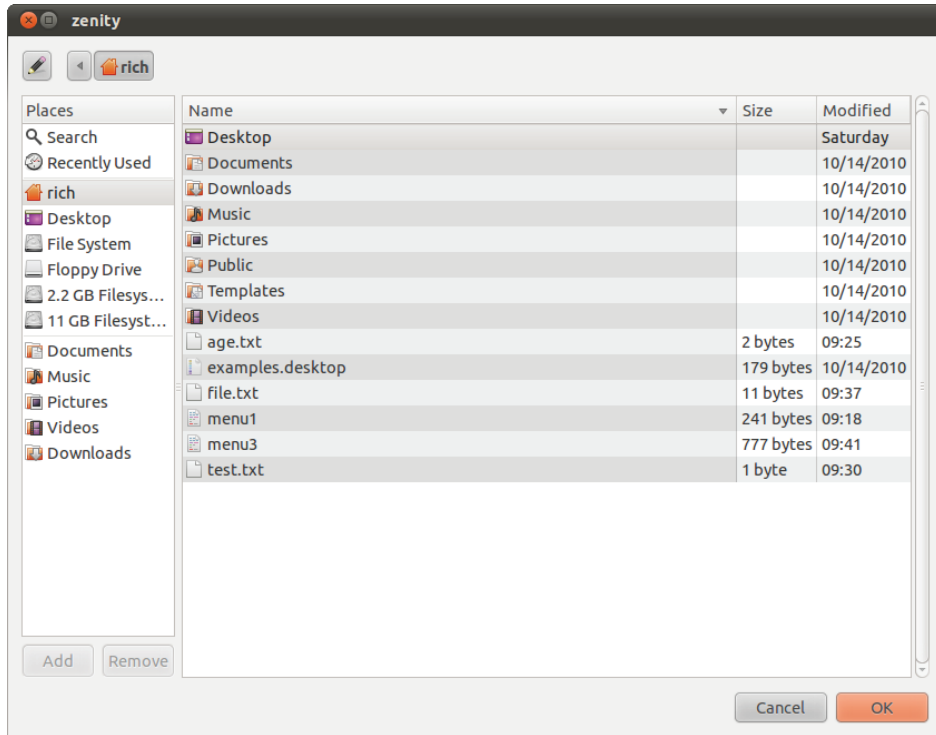 zenity
rich
Places
Search
Recently Used
rich
Desktop
File System
Floppy Drive
2.2 GB Filesys...
11 GB Filesyst...
Documents
Music
Pictures
Videos
Downloads
Add Remove
Name Size Modified
Desktop Saturday
Documents 10/14/2010
Downloads 10/14/2010
Music 10/14/2010
Pictures 10/14/2010
Public 10/14/2010
Templates 10/14/2010
Videos 10/14/2010
age.txt 2 bytes 09:25
examples.desktop 179 bytes 10/14/2010
file.txt 11 bytes 09:37
menu1 241 bytes 09:18
menu3 777 bytes 09:41
test.txt 1 byte 09:30
Cancel OK